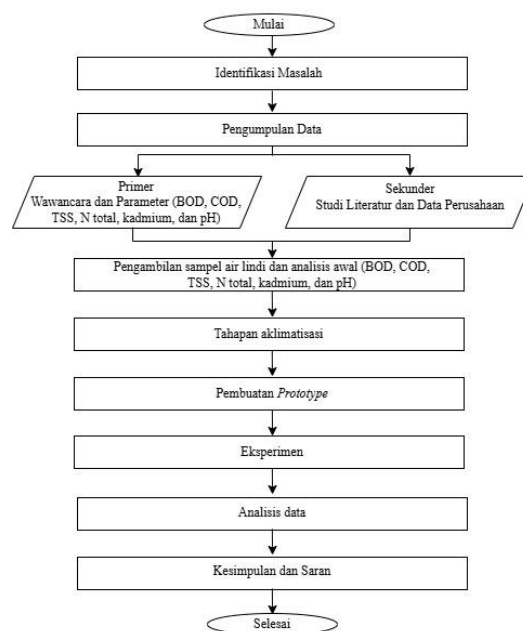 Mulai
Identifikasi Masalah
Pengumpulan Data
Primer
Wawancara dan Parameter (BOD, COD,
TSS, N total, kadmium, dan pH)
Sekunder
Studi Literatur dan Data Perusahaan
Pengambilan sampel air lindi dan analisis awal (BOD, COD,
TSS, N total, kadmium, dan pH)
Tahapan aklimatisasi
Pembuatan Prototype
Eksperimen
Analisis data
Kesimpulan dan Saran
Selesai